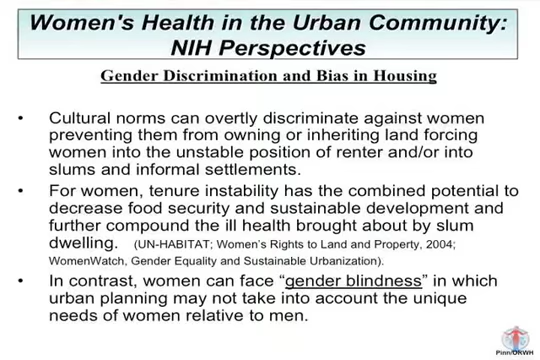 Women's Health in the Urban Community:
NIH Perspectives
Gender Discrimination and Bias in Housing
• Cultural norms can overtly discriminate against women
preventing them from owning or inheriting land forcing
women into the unstable position of renter and/or into
slums and informal settlements.
• For women, tenure instability has the combined potential to
decrease food security and sustainable development and
further compound the ill health brought about by slum
dwelling. (UN-HABITAT; Women's Rights to Land and Property, 2004;
WomenWatch, Gender Equality and Sustainable Urbanization).
• In contrast, women can face “gender blindness” in which
urban planning may not take into account the unique
needs of women relative to men.
Pinn/ORWH